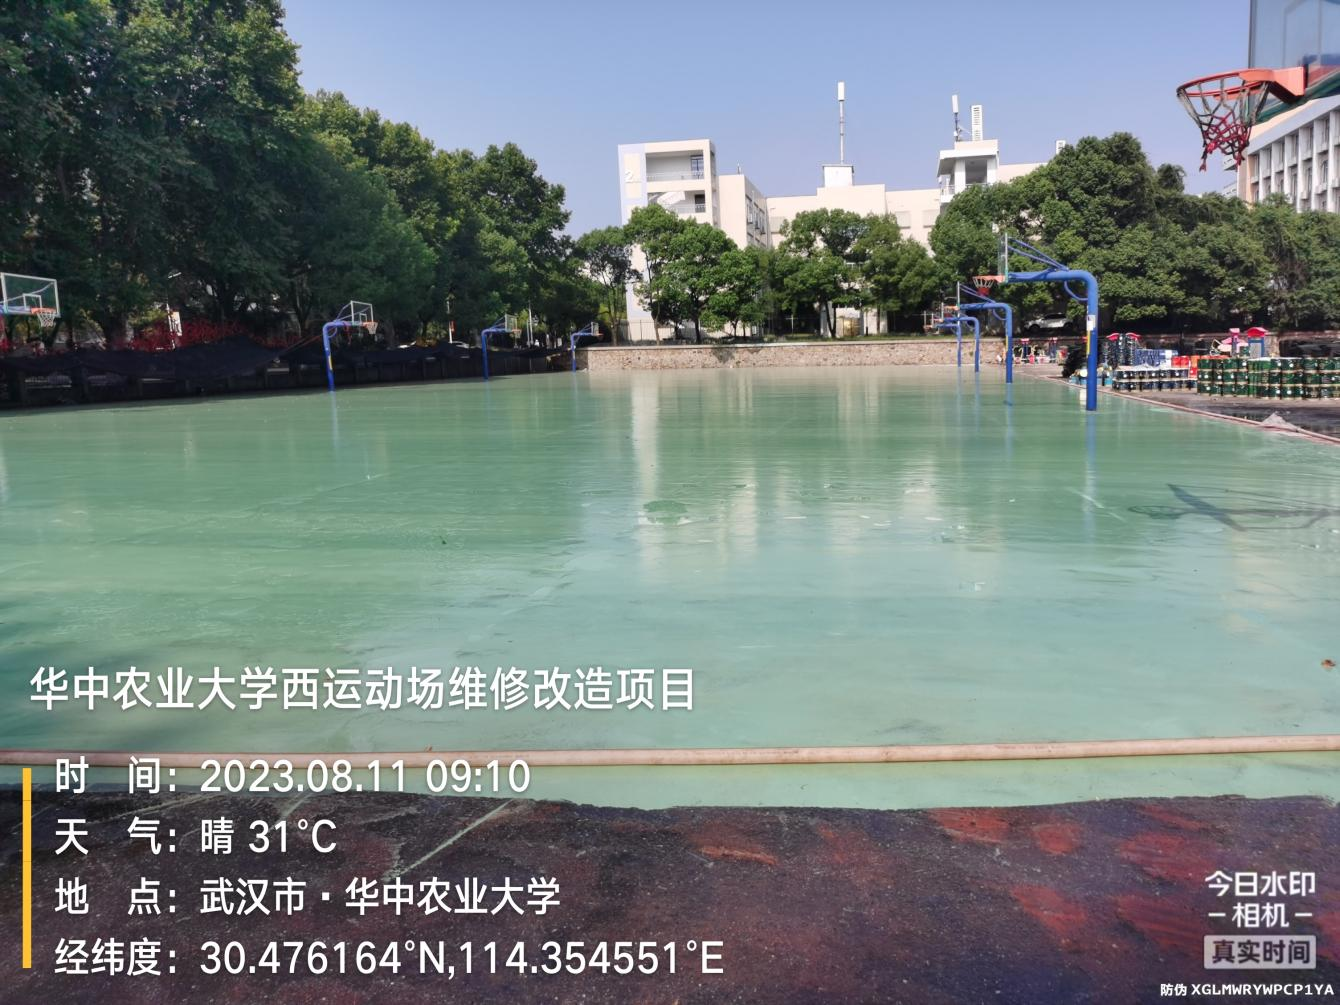 华中农业大学西运动场维修改造项目
时 间：2023.08.11 09:10
天 气：晴 31°C
地 点：武汉市·华中农业大学
经纬度：30.476164°N,114.354551°E
今日水印
相机
真实时间
防伪 XGLMWRYWPCP1YA